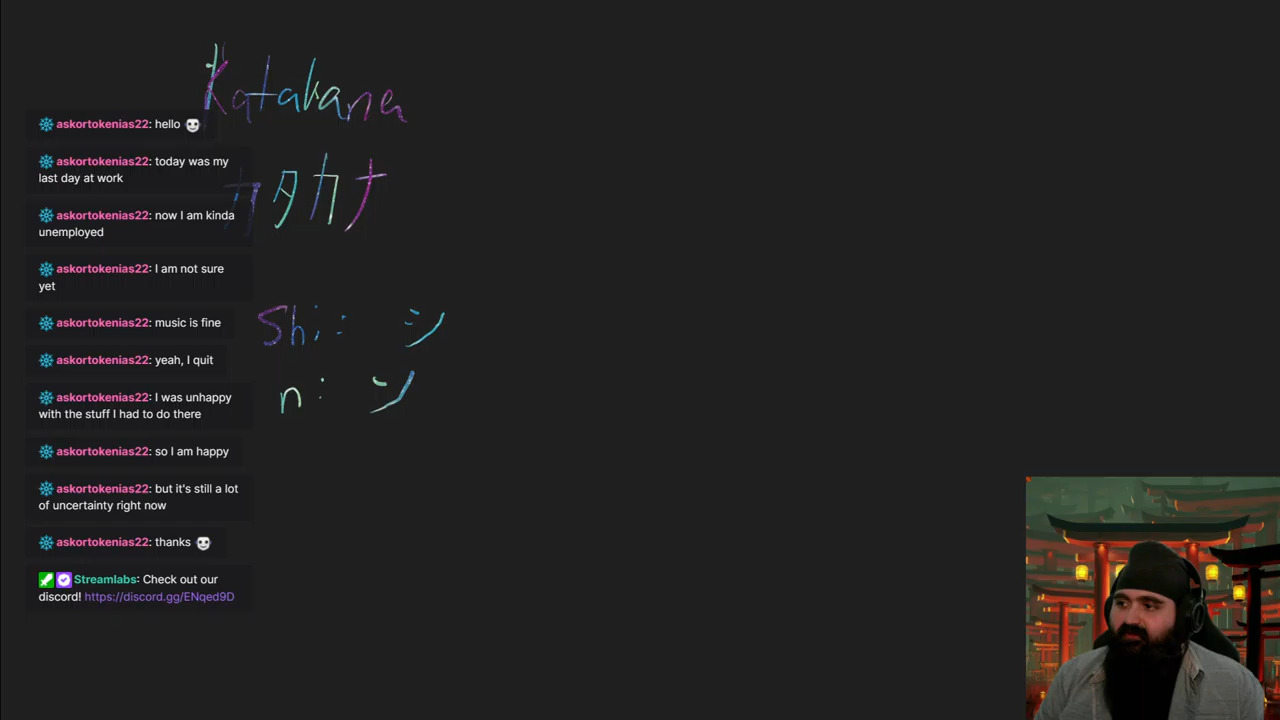 Katakana
カタカナ
Shi: シ
n: ン
askortokenias22: hello
askortokenias22: today was my
last day at work
askortokenias22: now I am kinda
unemployed
askortokenias22: I am not sure
yet
askortokenias22: music is fine
askortokenias22: yeah, I quit
askortokenias22: I was unhappy
with the stuff I had to do there
askortokenias22: so I am happy
askortokenias22: but it's still a lot
of uncertainty right now
askortokenias22: thanks
Streamlabs: Check out our
discord! https://discord.gg/ENqed9D